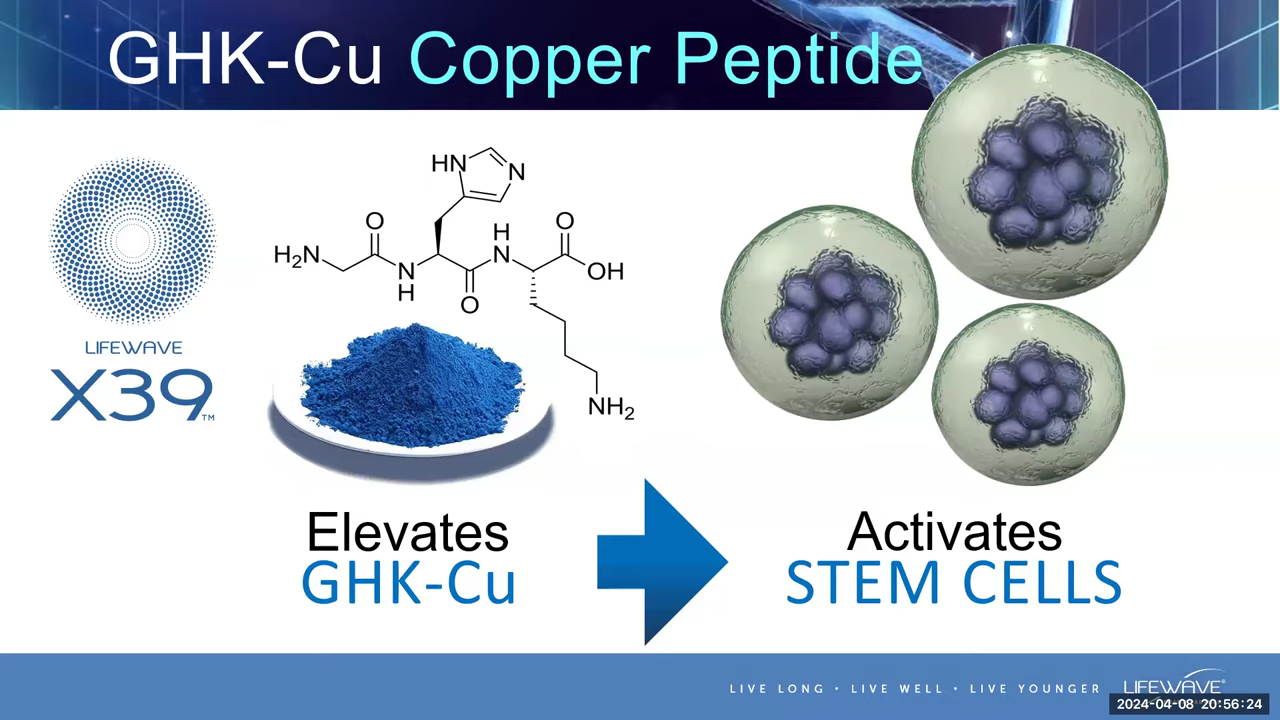 GHK-Cu Copper Peptide
LIFEWAVE
X39™
HN
N
O
H
N
O
H₂N
N
H
O
OH
NH₂
Elevates
GHK-Cu
Activates
STEM CELLS
LIVE LONG • LIVE WELL • LIVE YOUNGER
LIFEWAVE®
2024-04-08 20:56:24